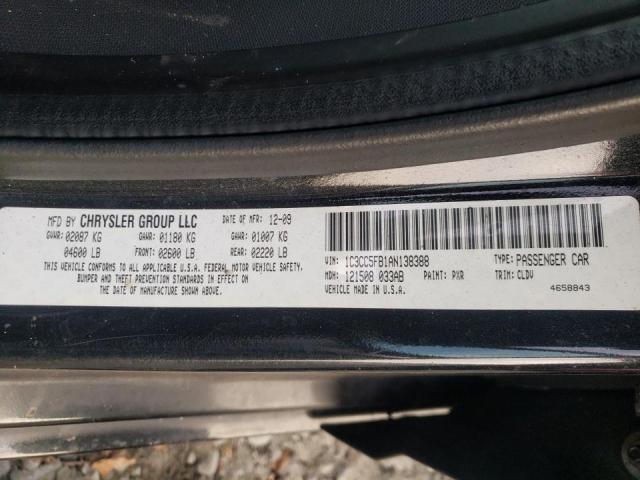 MFD BY CHRYSLER GROUP LLC DATE OF MFR: 12-09
GVWR: 02087 KG GAWR: 01180 KG GAWR: 01007 KG
04600 LB FRONT: 02600 LB REAR: 02220 LB
THIS VEHICLE CONFORMS TO ALL APPLICABLE U.S.A. FEDERAL MOTOR VEHICLE SAFETY,
BUMPER AND THEFT PREVENTION STANDARDS IN EFFECT ON
THE DATE OF MANUFACTURE SHOWN ABOVE.
VIN: 1C3CC5FB1AN138388 TYPE: PASSENGER CAR
MDH: 121508 033AB PAINT: PXR TRIM: CLDV
VEHICLE MADE IN U.S.A. 4658843